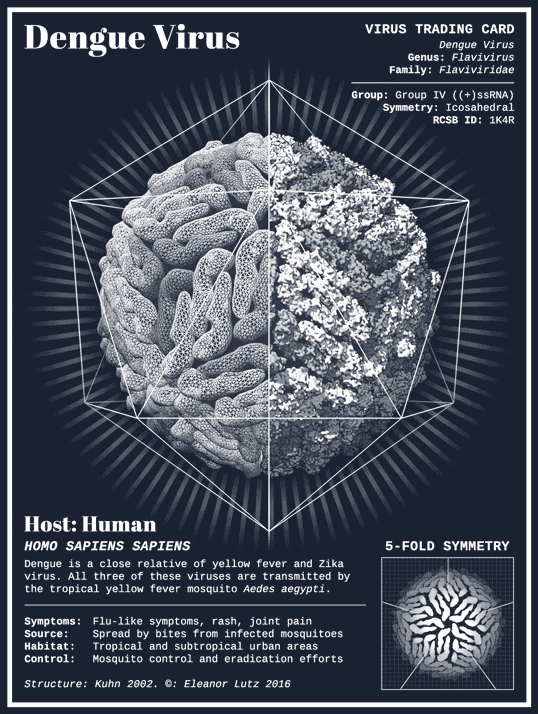 Dengue Virus
VIRUS TRADING CARD
Dengue Virus
Genus: Flavivirus
Family: Flaviviridae
Group: Group IV ((+)ssRNA)
Symmetry: Icosahedral
RCSB ID: 1K4R
Host: Human
HOMO SAPIENS SAPIENS
Dengue is a close relative of yellow fever and Zika
virus. All three of these viruses are transmitted by
the tropical yellow fever mosquito Aedes aegypti.
Symptoms: Flu-like symptoms, rash, joint pain
Source: Spread by bites from infected mosquitoes
Habitat: Tropical and subtropical urban areas
Control: Mosquito control and eradication efforts
Structure: Kuhn 2002. ©: Eleanor Lutz 2016
5-FOLD SYMMETRY